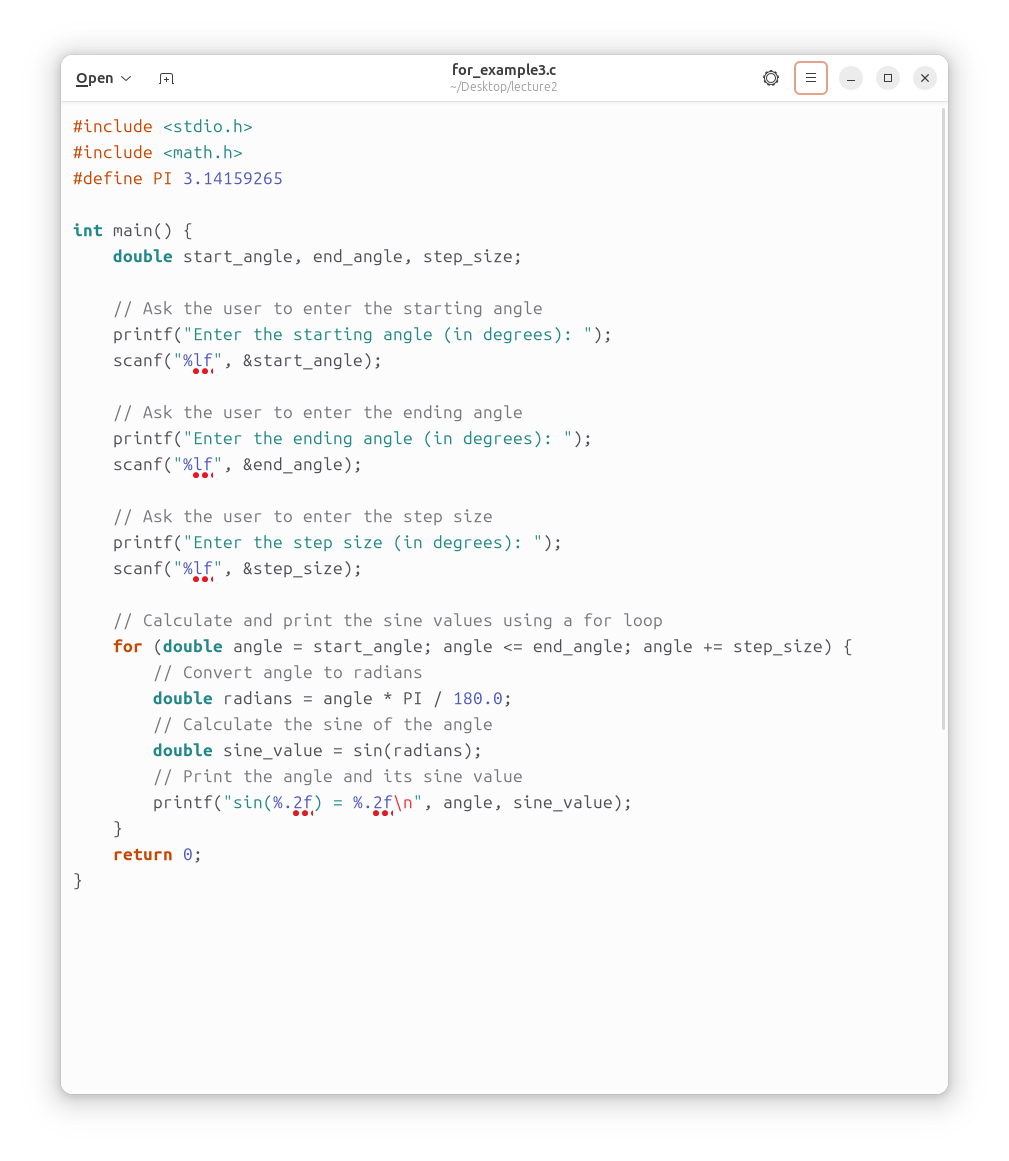 Open
for_example3.c
~/Desktop/lecture2
#include <stdio.h>
#include <math.h>
#define PI 3.14159265
int main() {
    double start_angle, end_angle, step_size;
    // Ask the user to enter the starting angle
    printf("Enter the starting angle (in degrees): ");
    scanf("%lf", &start_angle);
    // Ask the user to enter the ending angle
    printf("Enter the ending angle (in degrees): ");
    scanf("%lf", &end_angle);
    // Ask the user to enter the step size
    printf("Enter the step size (in degrees): ");
    scanf("%lf", &step_size);
    // Calculate and print the sine values using a for loop
    for (double angle = start_angle; angle <= end_angle; angle += step_size) {
        // Convert angle to radians
        double radians = angle * PI / 180.0;
        // Calculate the sine of the angle
        double sine_value = sin(radians);
        // Print the angle and its sine value
        printf("sin(%.2f) = %.2f\n", angle, sine_value);
    }
    return 0;
}